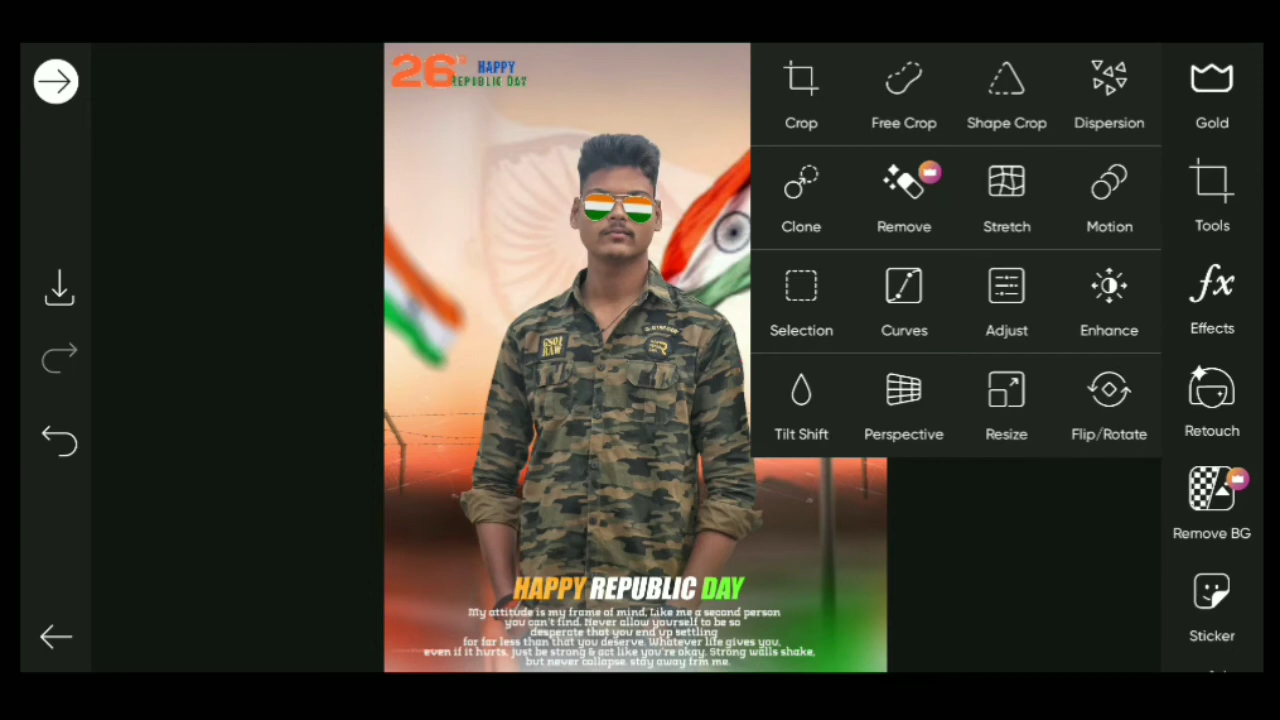 26
HAPPY
REPUBLIC DAY
HAPPY REPUBLIC DAY
My attitude is my frame of mind, Like me a second person
you can't find. Never allow yourself to be so
desperate that you end up settling
for far less than that you deserve. Whatever life gives you,
even if it hurts, just be strong & act like you're okay. Strong walls shake,
but never collapse. stay away frm me.
Crop
Free Crop
Shape Crop
Dispersion
Clone
Remove
Stretch
Motion
Selection
Curves
Adjust
Enhance
Tilt Shift
Perspective
Resize
Flip/Rotate
Gold
Tools
fx
Effects
Retouch
Remove BG
Sticker